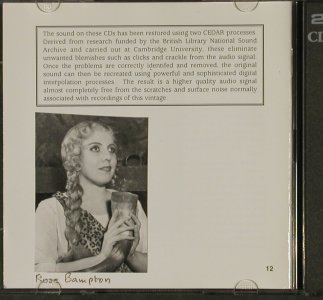 The sound on these CDs has been restored using two CEDAR processes.
Derived from research funded by the British Library National Sound
Archive and carried out at Cambridge University, these eliminate
unwanted blemishes such as clicks and crackle from the audio signal.
Once the problems are correctly identifed and removed, the original
sound can then be recreated using powerful and sophisticated digital
interpolation processes. The result is a higher quality audio signal
almost completely free from the scratches and surface noise normally
associated with recordings of this vintage
Rose Bampton
12
2